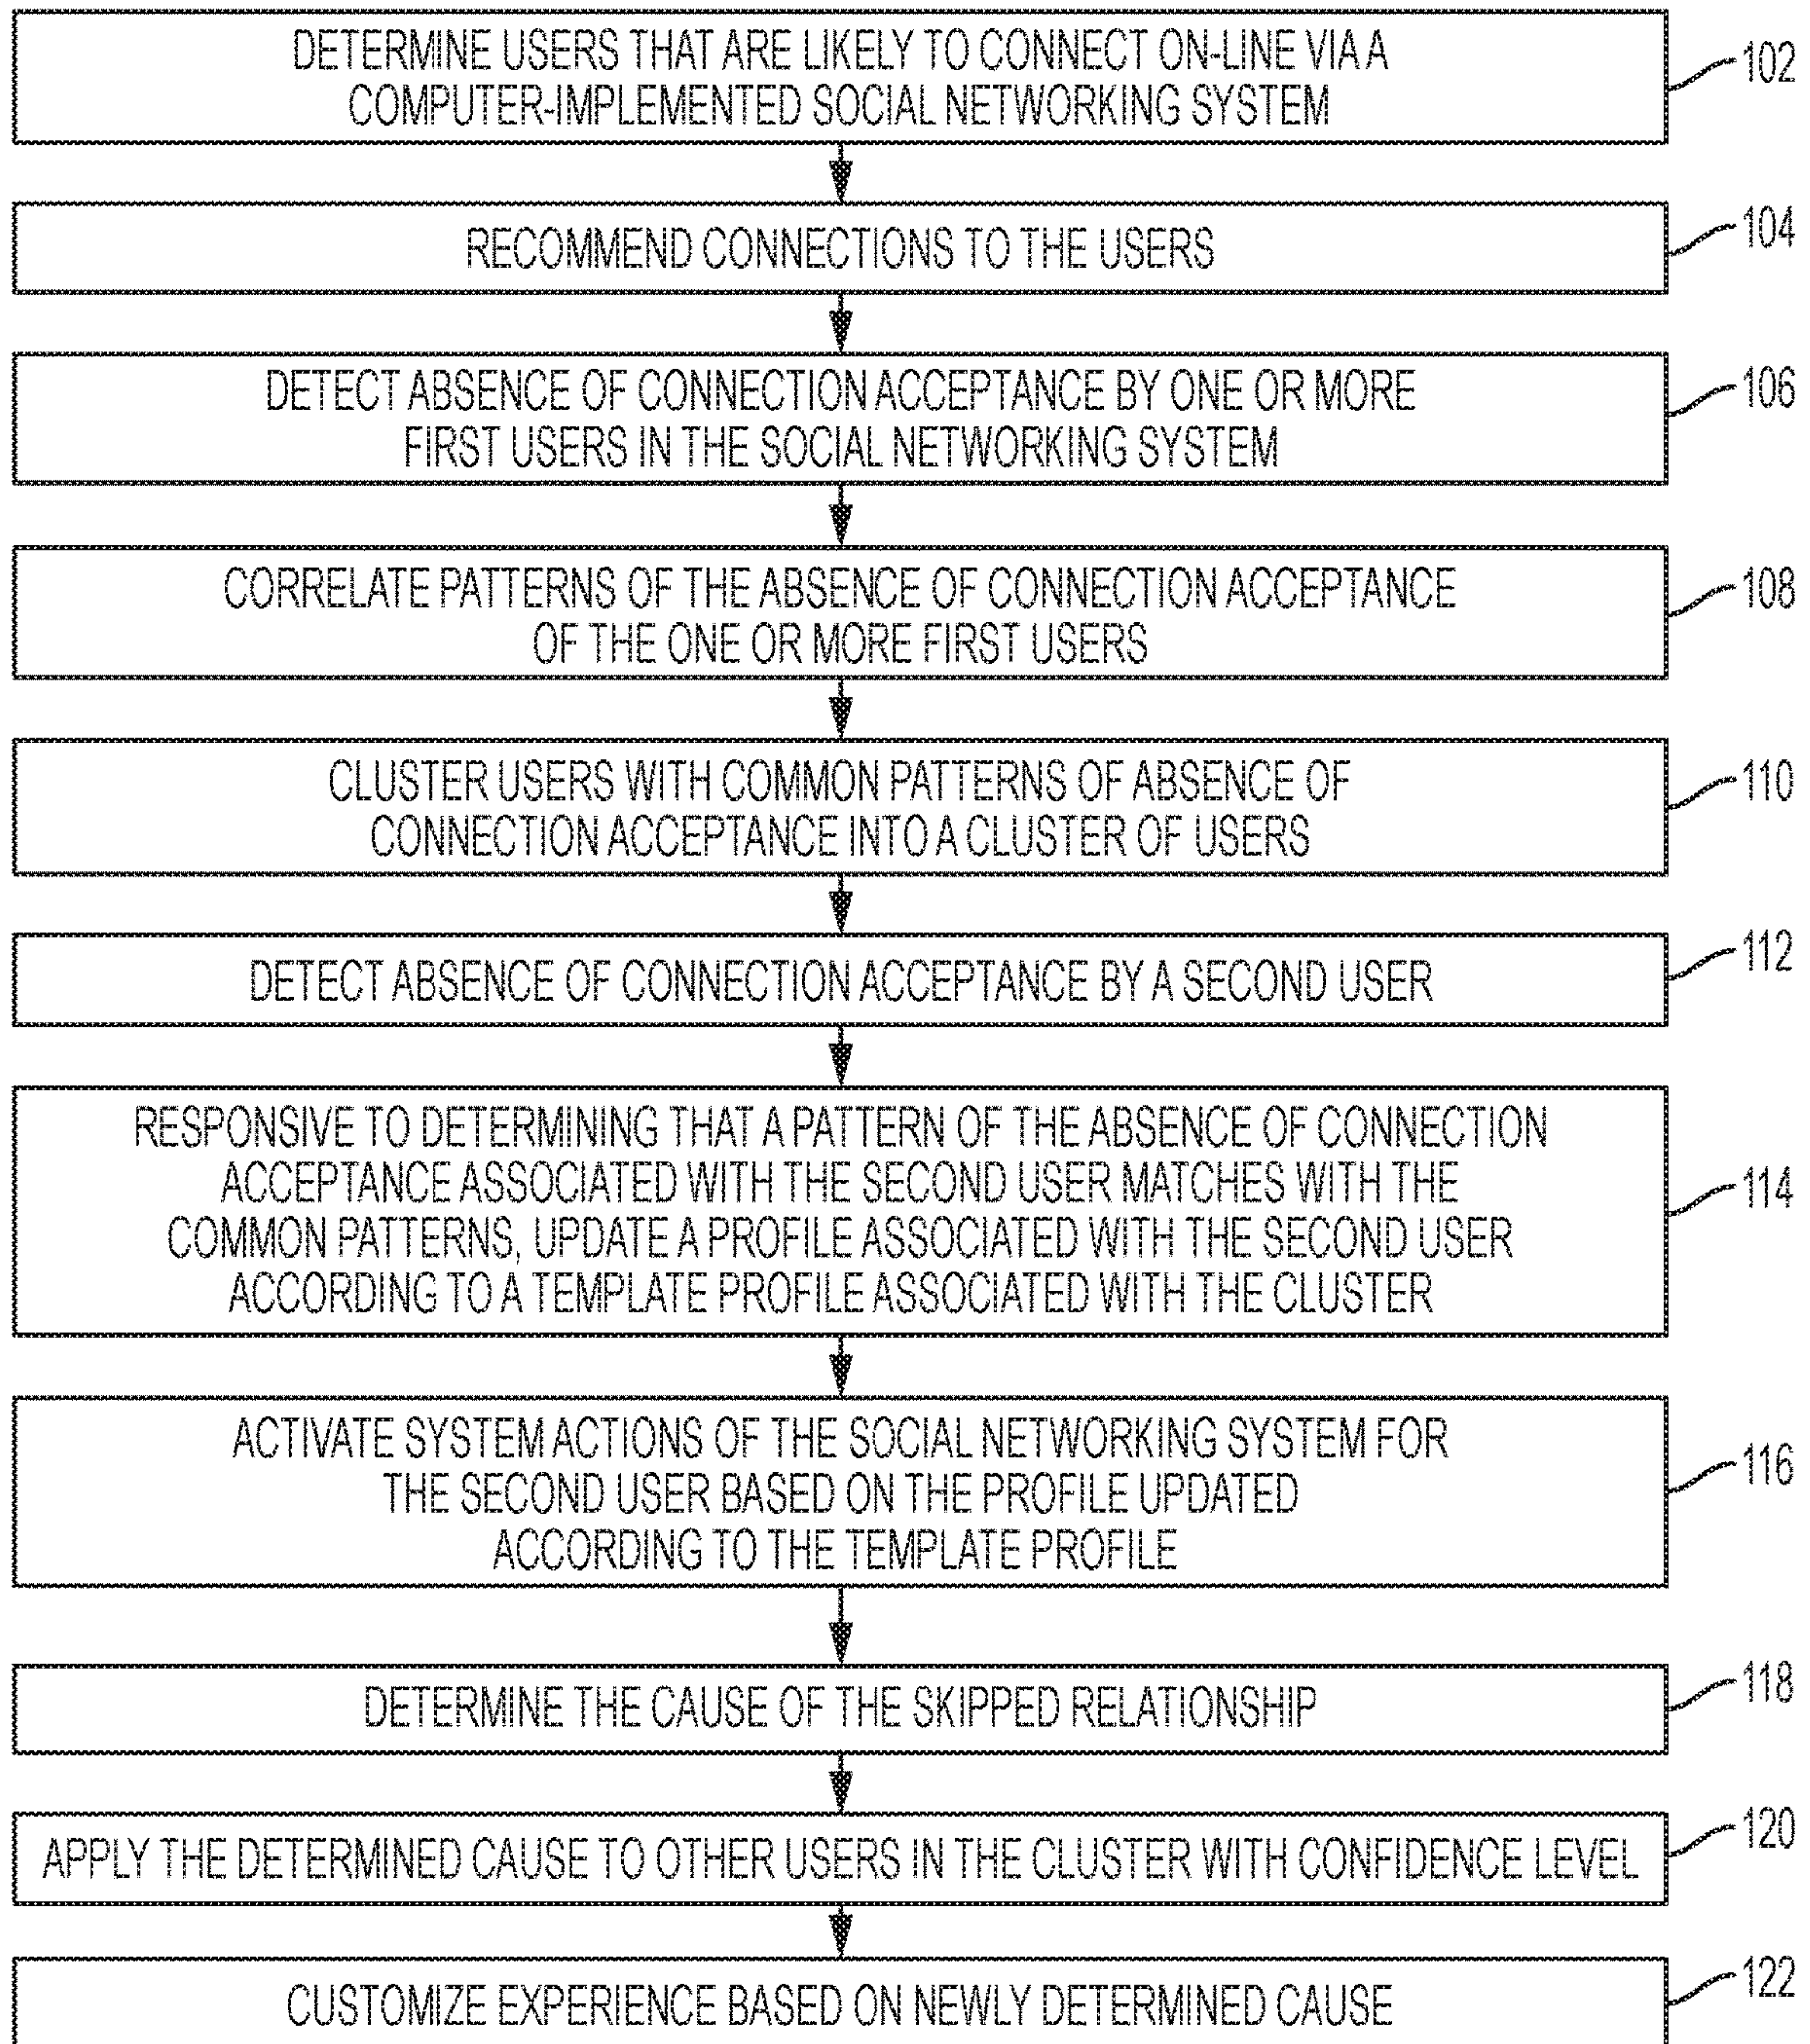 DETERMINE USERS THAT ARE LIKELY TO CONNECT ON-LINE VIA A
COMPUTER-IMPLEMENTED SOCIAL NETWORKING SYSTEM
102
RECOMMEND CONNECTIONS TO THE USERS
104
DETECT ABSENCE OF CONNECTION ACCEPTANCE BY ONE OR MORE
FIRST USERS IN THE SOCIAL NETWORKING SYSTEM
106
CORRELATE PATTERNS OF THE ABSENCE OF CONNECTION ACCEPTANCE
OF THE ONE OR MORE FIRST USERS
108
CLUSTER USERS WITH COMMON PATTERNS OF ABSENCE OF
CONNECTION ACCEPTANCE INTO A CLUSTER OF USERS
110
DETECT ABSENCE OF CONNECTION ACCEPTANCE BY A SECOND USER
112
RESPONSIVE TO DETERMINING THAT A PATTERN OF THE ABSENCE OF CONNECTION
ACCEPTANCE ASSOCIATED WITH THE SECOND USER MATCHES WITH THE
COMMON PATTERNS, UPDATE A PROFILE ASSOCIATED WITH THE SECOND USER
ACCORDING TO A TEMPLATE PROFILE ASSOCIATED WITH THE CLUSTER
114
ACTIVATE SYSTEM ACTIONS OF THE SOCIAL NETWORKING SYSTEM FOR
THE SECOND USER BASED ON THE PROFILE UPDATED
ACCORDING TO THE TEMPLATE PROFILE
116
DETERMINE THE CAUSE OF THE SKIPPED RELATIONSHIP
118
APPLY THE DETERMINED CAUSE TO OTHER USERS IN THE CLUSTER WITH CONFIDENCE LEVEL
120
CUSTOMIZE EXPERIENCE BASED ON NEWLY DETERMINED CAUSE
122